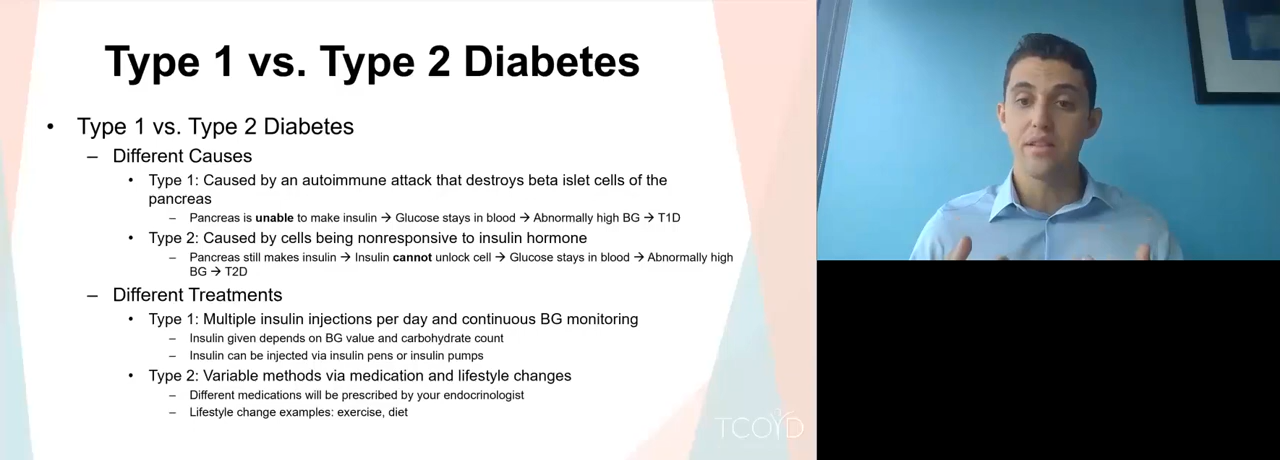 Type 1 vs. Type 2 Diabetes
• Type 1 vs. Type 2 Diabetes
– Different Causes
• Type 1: Caused by an autoimmune attack that destroys beta islet cells of the
pancreas
– Pancreas is unable to make insulin → Glucose stays in blood → Abnormally high BG → T1D
• Type 2: Caused by cells being nonresponsive to insulin hormone
– Pancreas still makes insulin → Insulin cannot unlock cell → Glucose stays in blood → Abnormally high
BG → T2D
– Different Treatments
• Type 1: Multiple insulin injections per day and continuous BG monitoring
– Insulin given depends on BG value and carbohydrate count
– Insulin can be injected via insulin pens or insulin pumps
• Type 2: Variable methods via medication and lifestyle changes
– Different medications will be prescribed by your endocrinologist
– Lifestyle change examples: exercise, diet
TCOYD